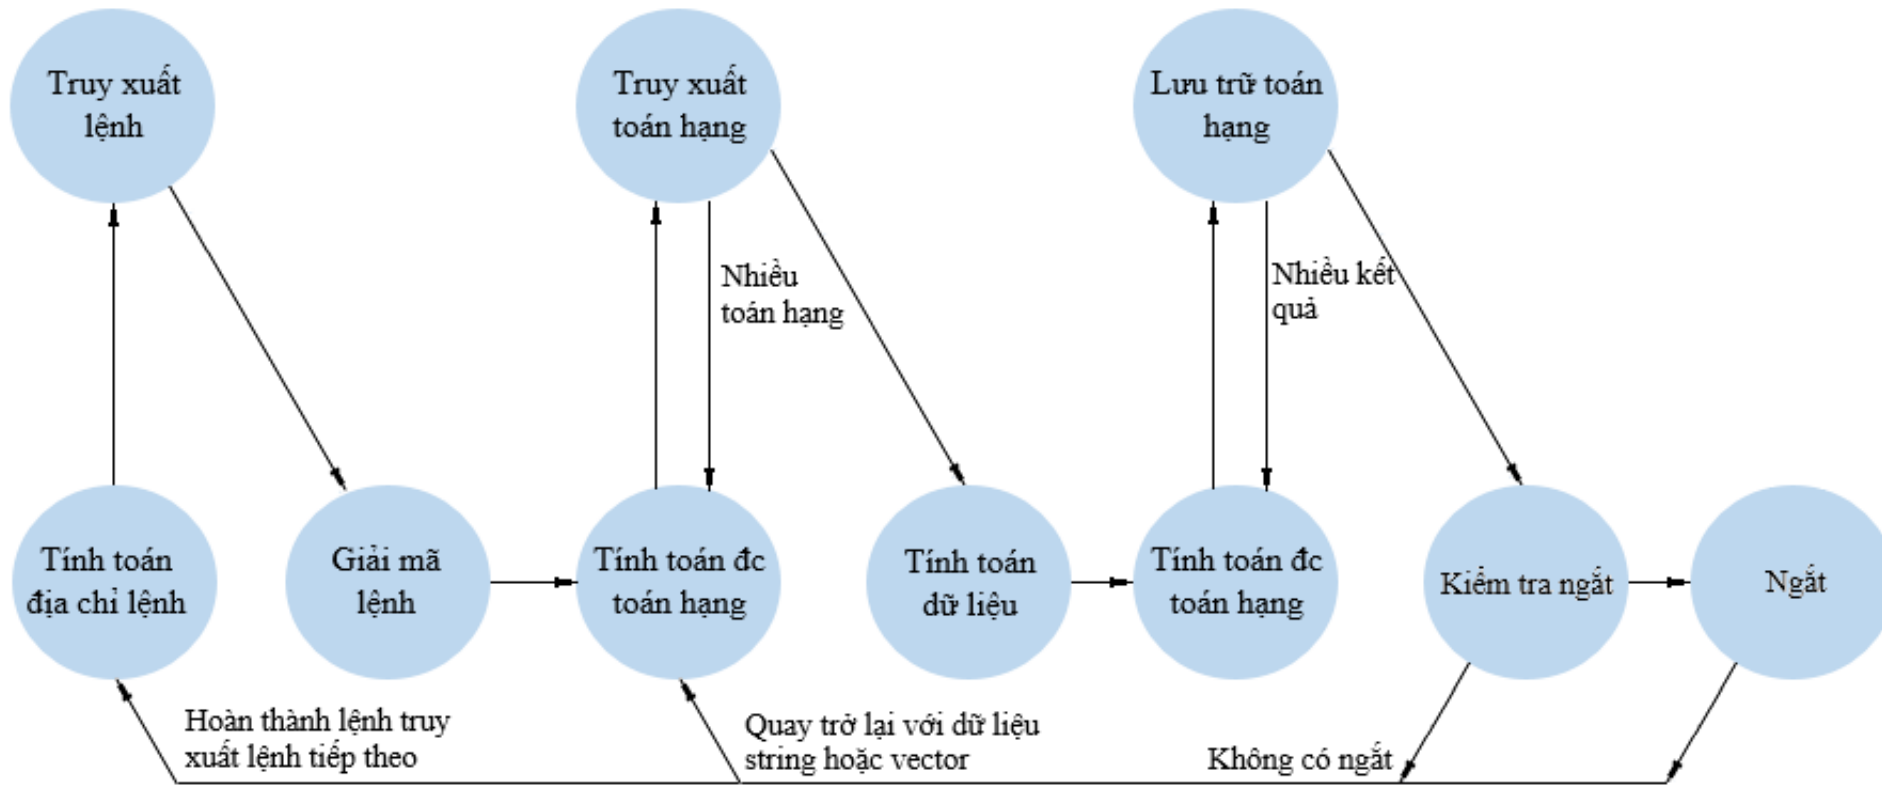 Truy xuất
lệnh
Truy xuất
toán hạng
Lưu trữ toán
hạng
Nhiều
toán hạng
Nhiều kết
quả
Tính toán
địa chỉ lệnh
Giải mã
lệnh
Tính toán đc
toán hạng
Tính toán
dữ liệu
Tính toán đc
toán hạng
Kiểm tra ngắt
Ngắt
Hoàn thành lệnh truy
xuất lệnh tiếp theo
Quay trở lại với dữ liệu
string hoặc vector
Không có ngắt